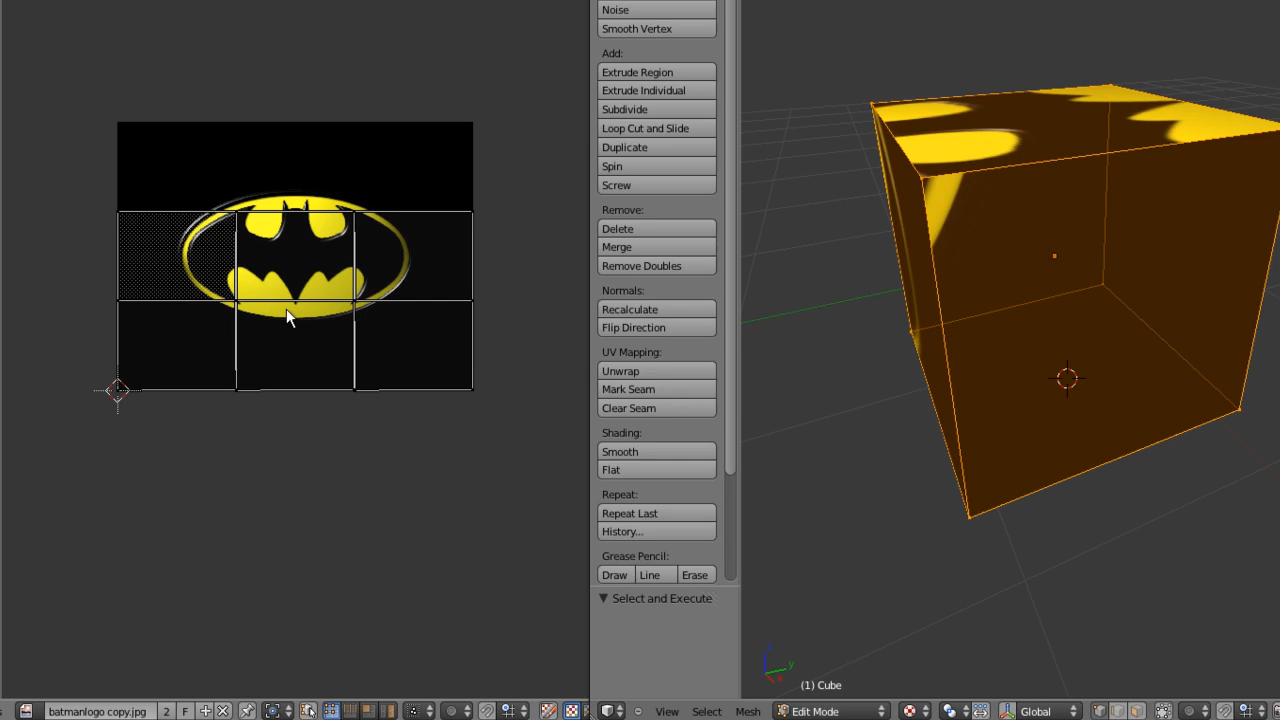 Noise
Smooth Vertex
Add:
Extrude Region
Extrude Individual
Subdivide
Loop Cut and Slide
Duplicate
Spin
Screw
Remove:
Delete
Merge
Remove Doubles
Normals:
Recalculate
Flip Direction
UV Mapping:
Unwrap
Mark Seam
Clear Seam
Shading:
Smooth
Flat
Repeat:
Repeat Last
History...
Grease Pencil:
Draw Line Erase
Select and Execute
z
y
x
(1) Cube
batmanlogo copy.jpg 2 F
View Select Mesh Edit Mode Global